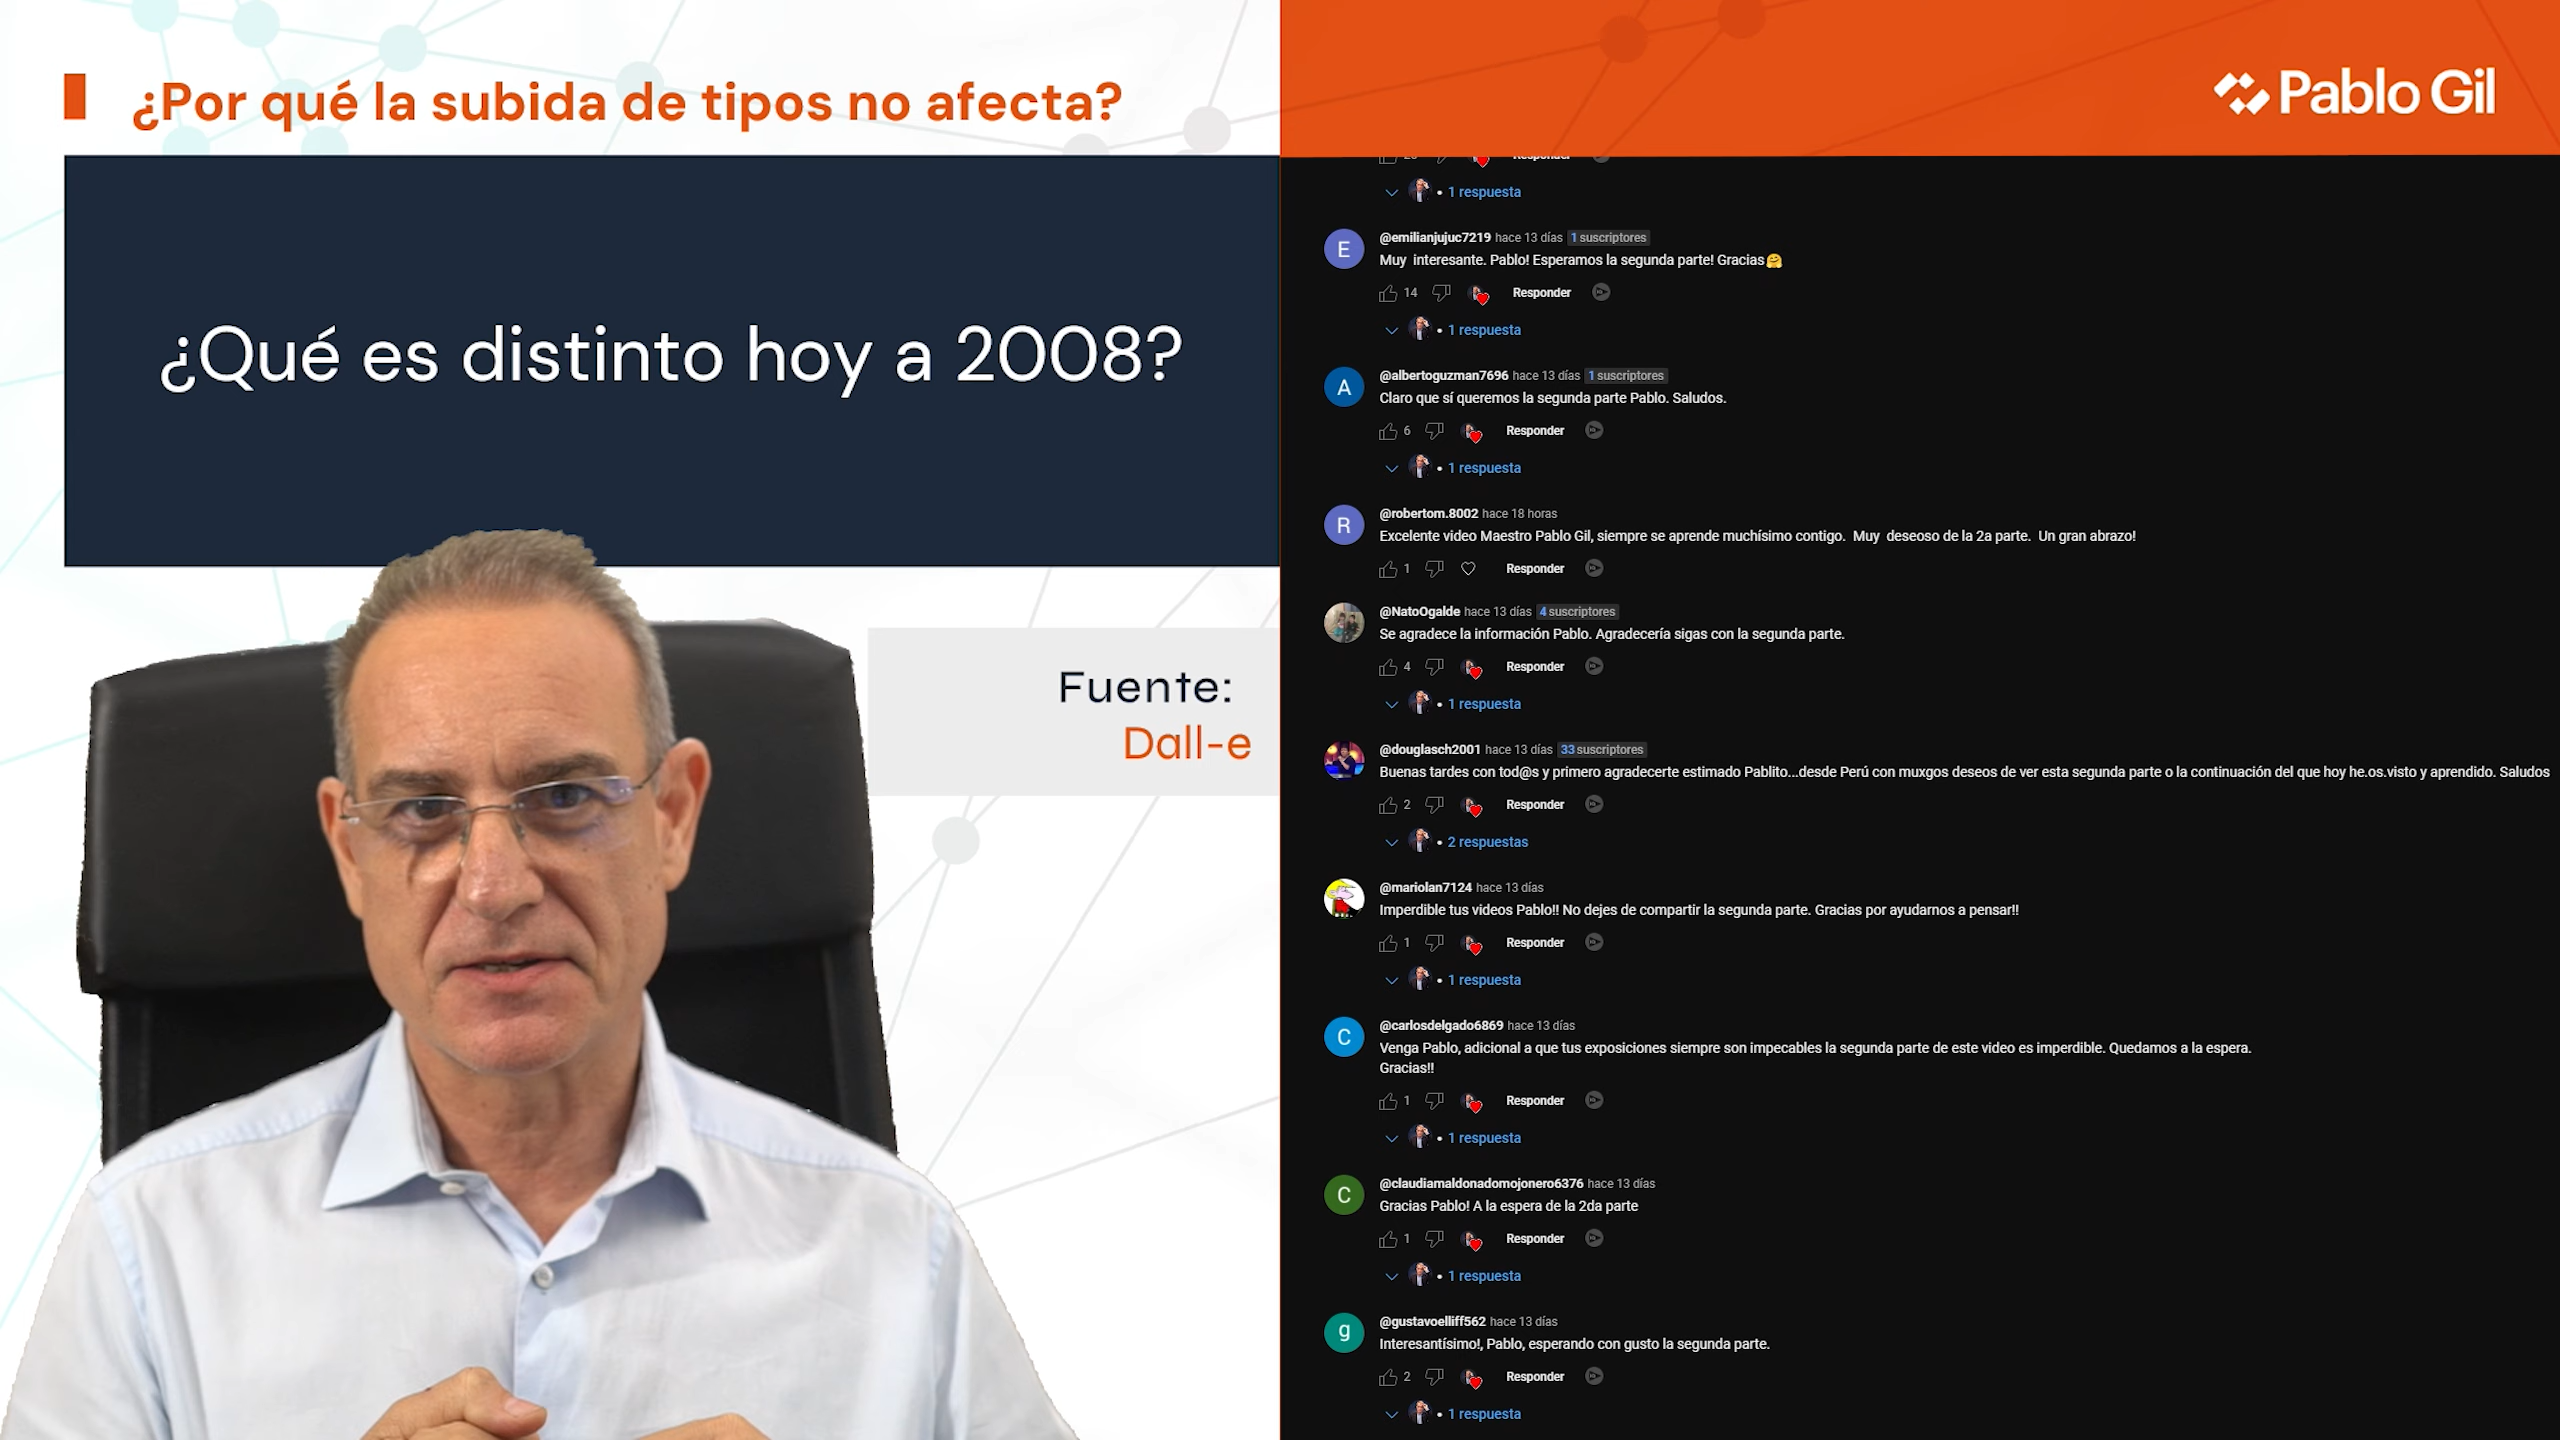 ¿Por qué la subida de tipos no afecta?
¿Qué es distinto hoy a 2008?
Fuente:
Dall-e
Pablo Gil
Responder
1 respuesta
E
@emilianjujuc7219 hace 13 días 1 suscriptores
Muy interesante. Pablo! Esperamos la segunda parte! Gracias🤗
14 Responder
1 respuesta
A
@albertoguzman7696 hace 13 días 1 suscriptores
Claro que sí queremos la segunda parte Pablo. Saludos.
6 Responder
1 respuesta
R
@robertom.8002 hace 18 horas
Excelente video Maestro Pablo Gil, siempre se aprende muchísimo contigo. Muy deseoso de la 2a parte. Un gran abrazo!
1 Responder
@NatoOgalde hace 13 días 4 suscriptores
Se agradece la información Pablo. Agradecería sigas con la segunda parte.
4 Responder
1 respuesta
@douglasch2001 hace 13 días 33 suscriptores
Buenas tardes con tod@s y primero agradecerte estimado Pablito...desde Perú con muxgos deseos de ver esta segunda parte o la continuación del que hoy he.os.visto y aprendido. Saludos
2 Responder
2 respuestas
@mariolan7124 hace 13 días
Imperdible tus videos Pablo!! No dejes de compartir la segunda parte. Gracias por ayudarnos a pensar!!
1 Responder
1 respuesta
C
@carlosdelgado6869 hace 13 días
Venga Pablo, adicional a que tus exposiciones siempre son impecables la segunda parte de este video es imperdible. Quedamos a la espera.
Gracias!!
1 Responder
1 respuesta
C
@claudiamaldonadomojonero6376 hace 13 días
Gracias Pablo! A la espera de la 2da parte
1 Responder
1 respuesta
g
@gustavoelliff562 hace 13 días
Interesantísimo!, Pablo, esperando con gusto la segunda parte.
2 Responder
1 respuesta